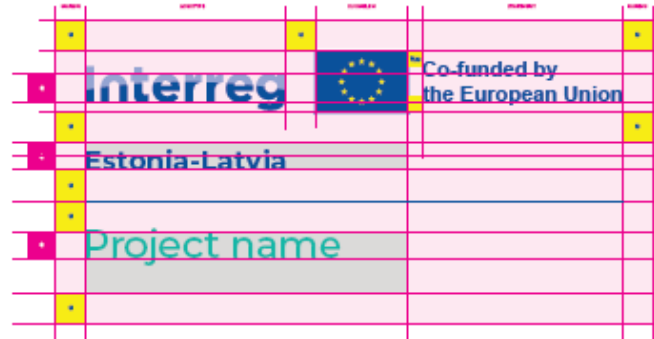 Interreg
Co-funded by
the European Union
Estonia-Latvia
Project name